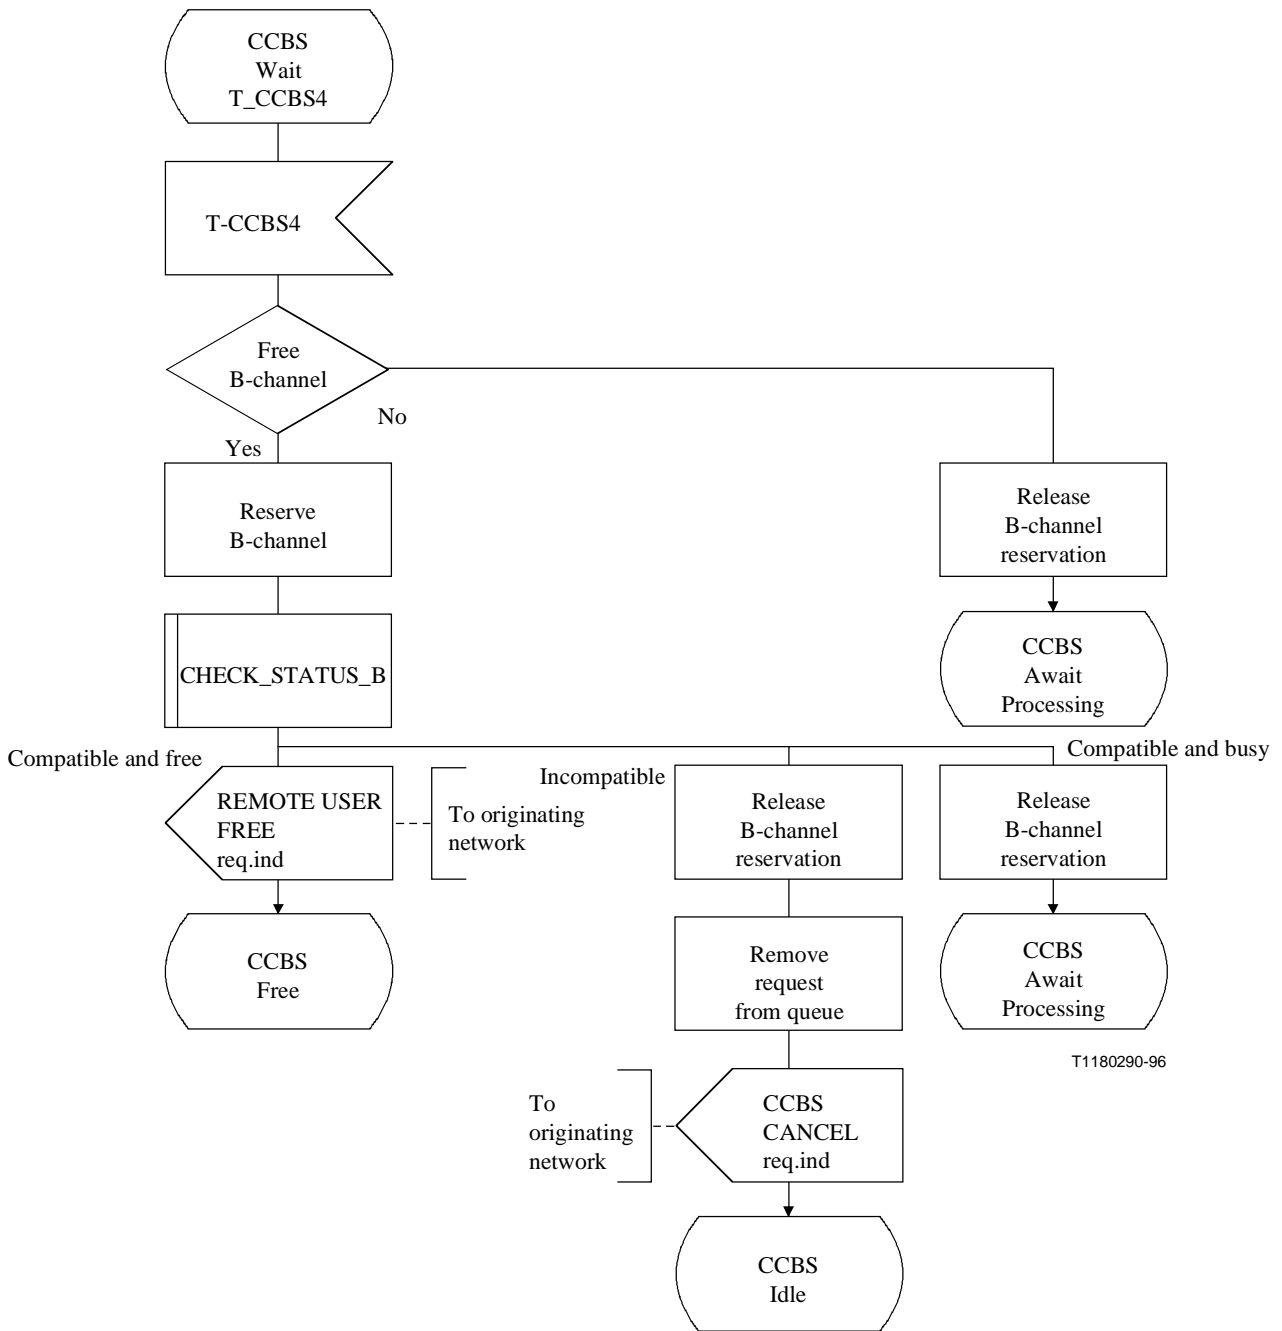 CCBS
Wait
T_CCBS4
T-CCBS4
Free
B-channel
No
Yes
Reserve
B-channel
Release
B-channel
reservation
CHECK_STATUS_B
CCBS
Await
Processing
Compatible and free
Incompatible
Compatible and busy
REMOTE USER
FREE
req.ind
To originating
network
Release
B-channel
reservation
Release
B-channel
reservation
CCBS
Free
Remove
request
from queue
CCBS
Await
Processing
T1180290-96
To
originating
network
CCBS
CANCEL
req.ind
CCBS
Idle